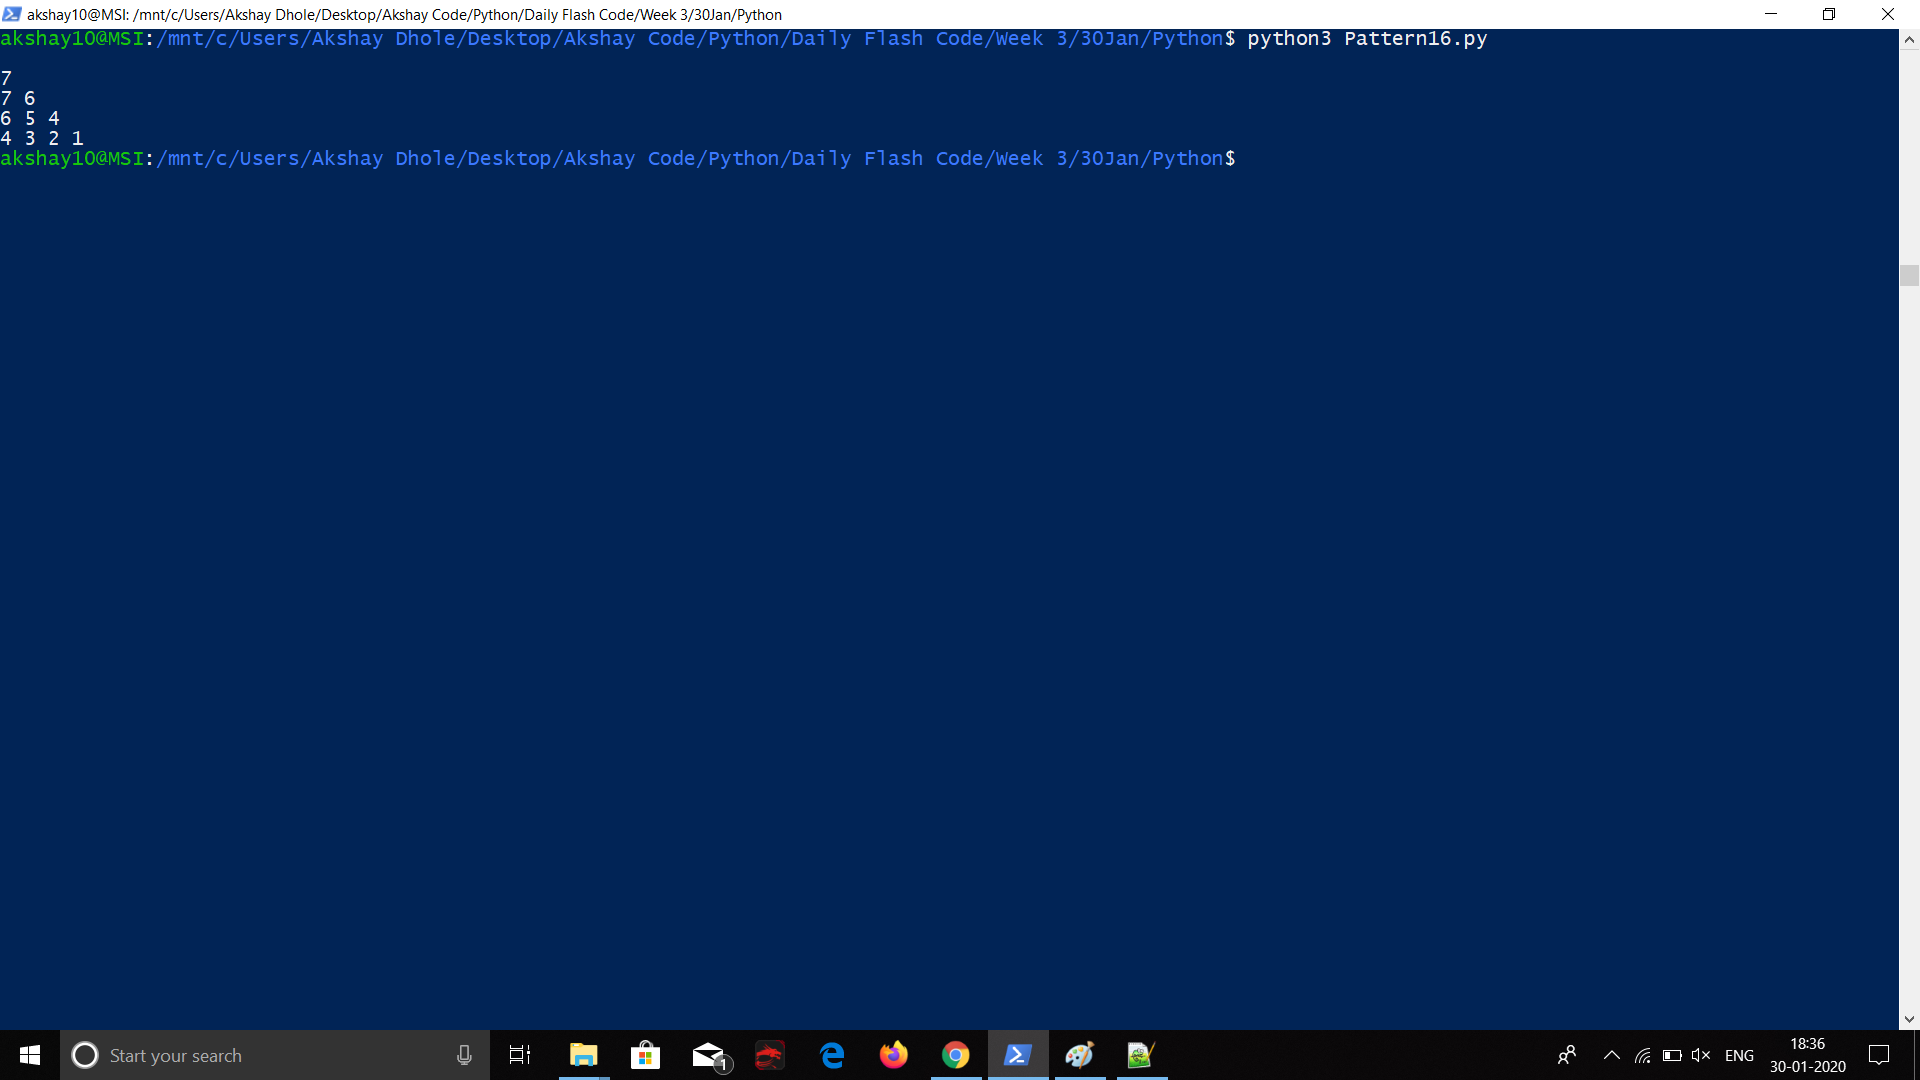 akshay10@MSI: /mnt/c/Users/Akshay Dhole/Desktop/Akshay Code/Python/Daily Flash Code/Week 3/30Jan/Python
akshay10@MSI:/mnt/c/Users/Akshay Dhole/Desktop/Akshay Code/Python/Daily Flash Code/Week 3/30Jan/Python$ python3 Pattern16.py
7
7 6
6 5 4
4 3 2 1
akshay10@MSI:/mnt/c/Users/Akshay Dhole/Desktop/Akshay Code/Python/Daily Flash Code/Week 3/30Jan/Python$
Start your search
1
ENG
18:36
30-01-2020